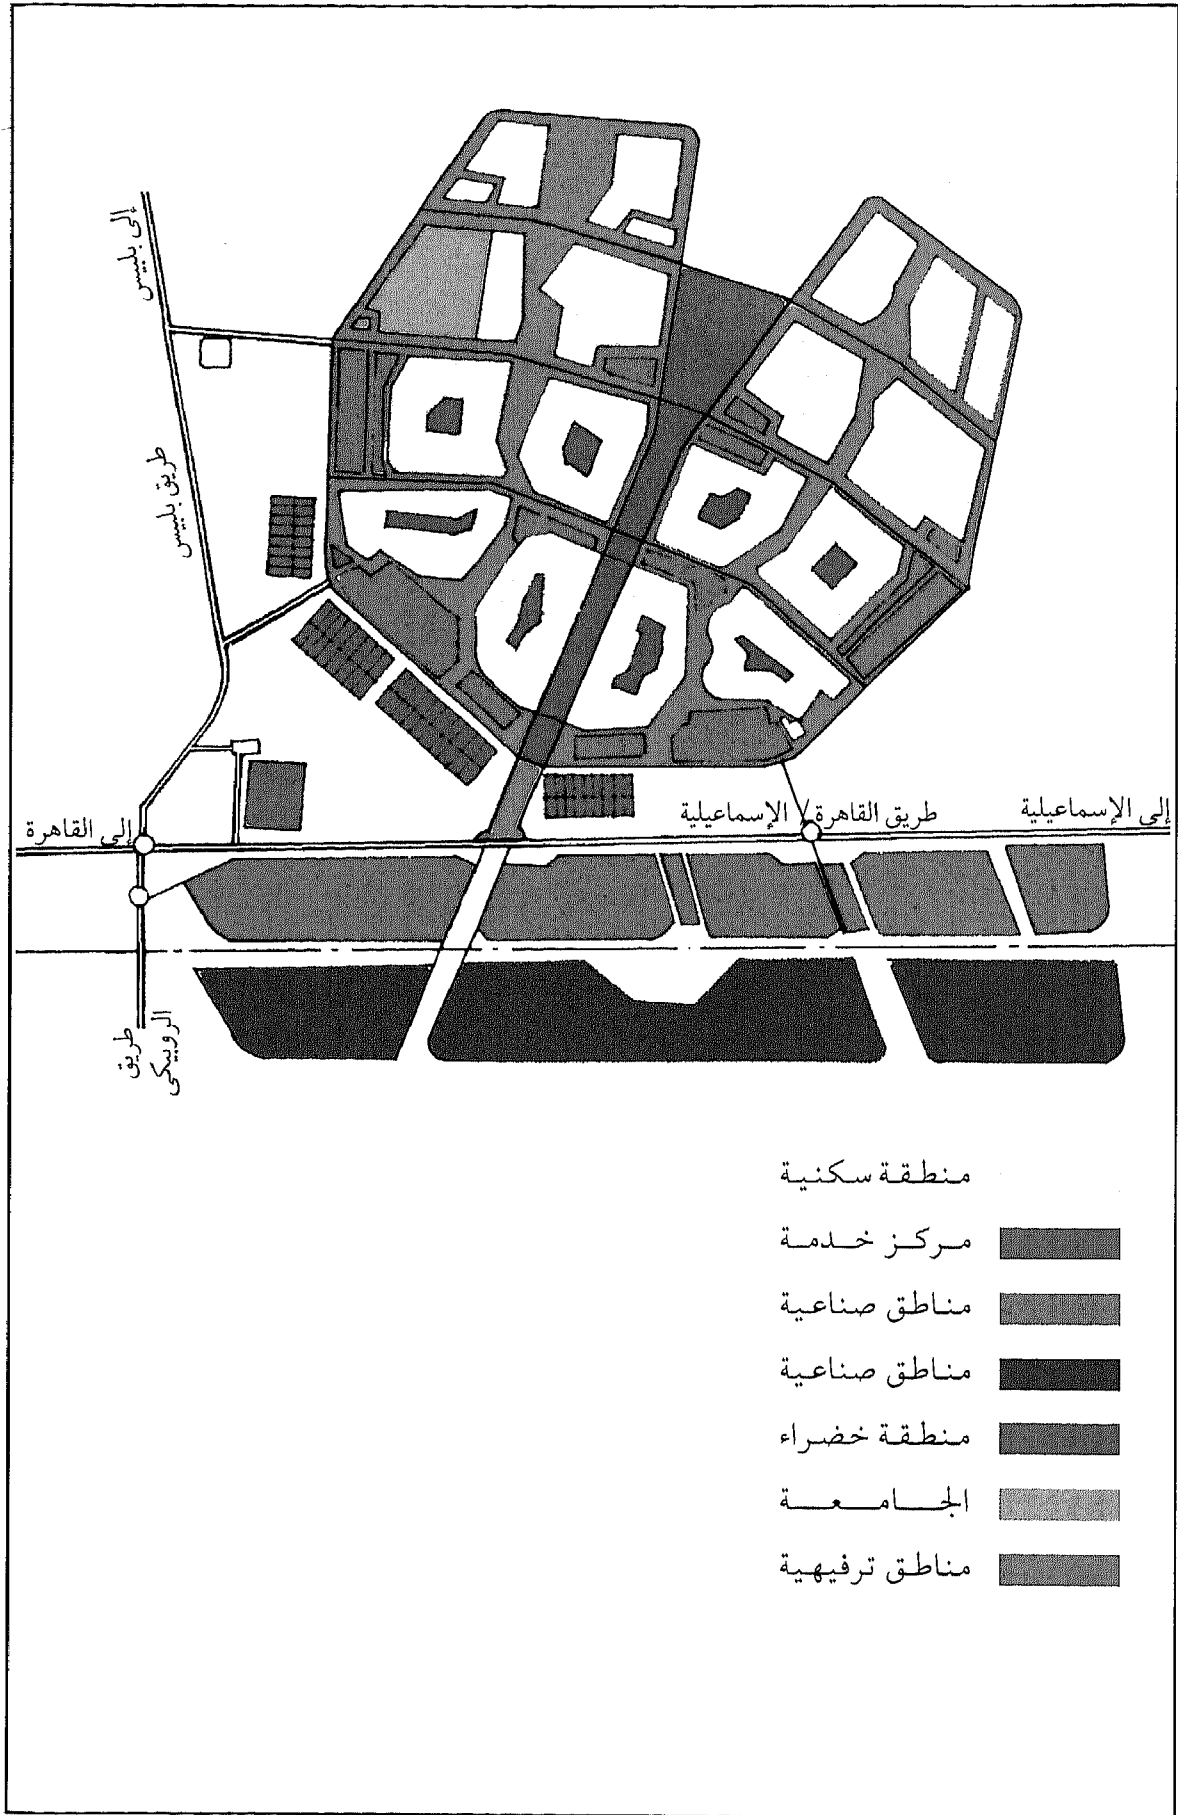 إلى بلبيس
طريق بلبيس
إلى القاهرة
طريق القاهرة / الإسماعيلية
إلى الإسماعيلية
طريق
الروبيكى
منطقة سكنية
مركز خدمة
مناطق صناعية
مناطق صناعية
منطقة خضراء
الجامعة
مناطق ترفيهية